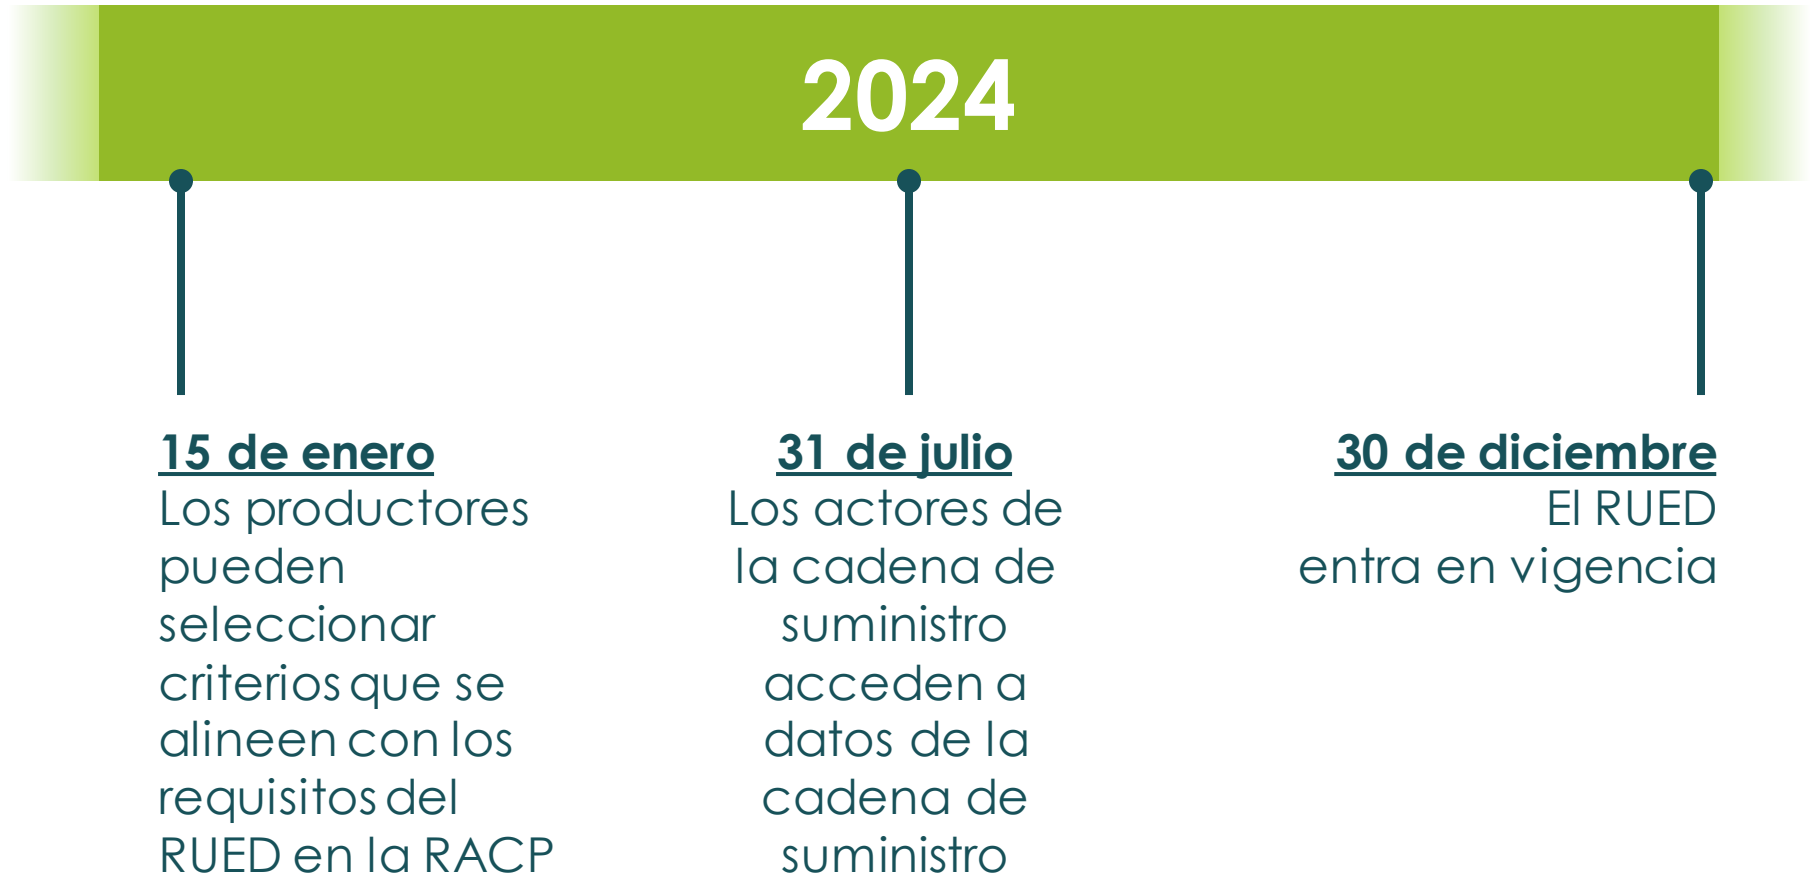 2024
15 de enero
Los productores
pueden
seleccionar
criterios que se
alineen con los
requisitos del
RUED en la RACP
31 de julio
Los actores de
la cadena de
suministro
acceden a
datos de la
cadena de
suministro
30 de diciembre
El RUED
entra en vigencia